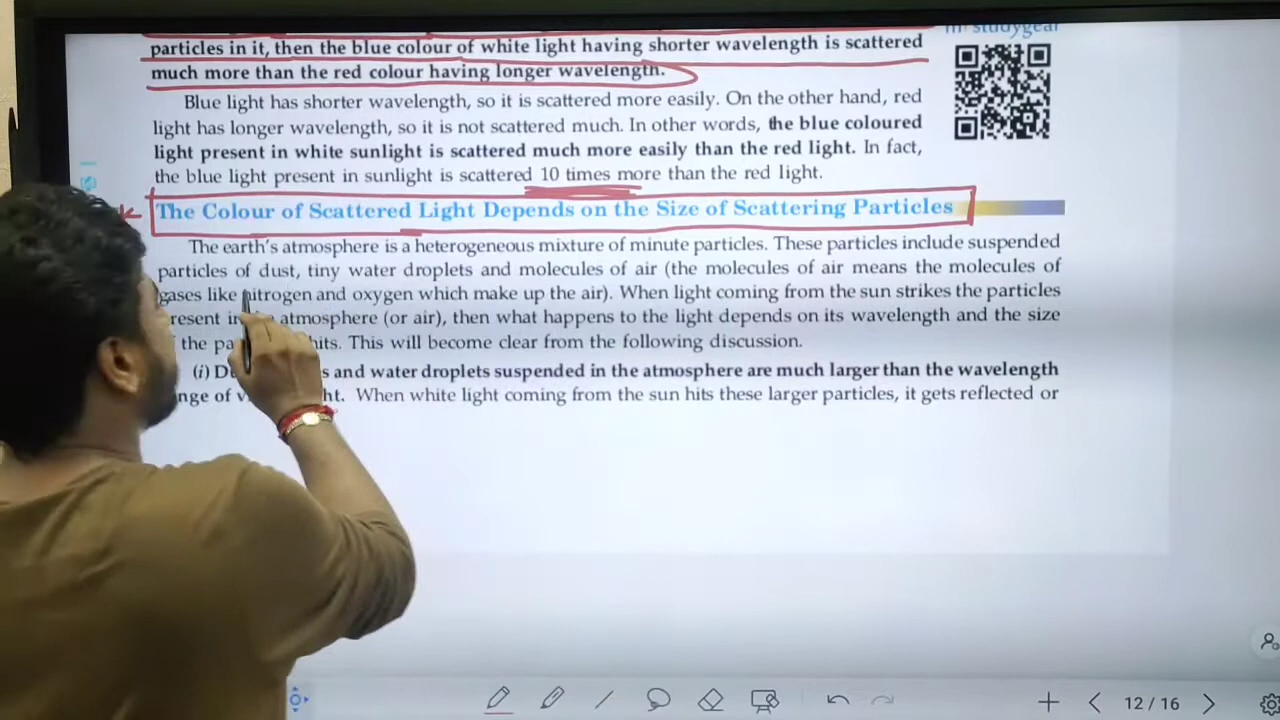 m- studygear
particles in it, then the blue colour of white light having shorter wavelength is scattered
much more than the red colour having longer wavelength.
Blue light has shorter wavelength, so it is scattered more easily. On the other hand, red
light has longer wavelength, so it is not scattered much. In other words, the blue coloured
light present in white sunlight is scattered much more easily than the red light. In fact,
the blue light present in sunlight is scattered 10 times more than the red light.
The Colour of Scattered Light Depends on the Size of Scattering Particles
The earth's atmosphere is a heterogeneous mixture of minute particles. These particles include suspended
particles of dust, tiny water droplets and molecules of air (the molecules of air means the molecules of
gases like nitrogen and oxygen which make up the air). When light coming from the sun strikes the particles
resent in atmosphere (or air), then what happens to the light depends on its wavelength and the size
the pa hits. This will become clear from the following discussion.
(i) D s and water droplets suspended in the atmosphere are much larger than the wavelength
nge of v ht. When white light coming from the sun hits these larger particles, it gets reflected or
12 / 16